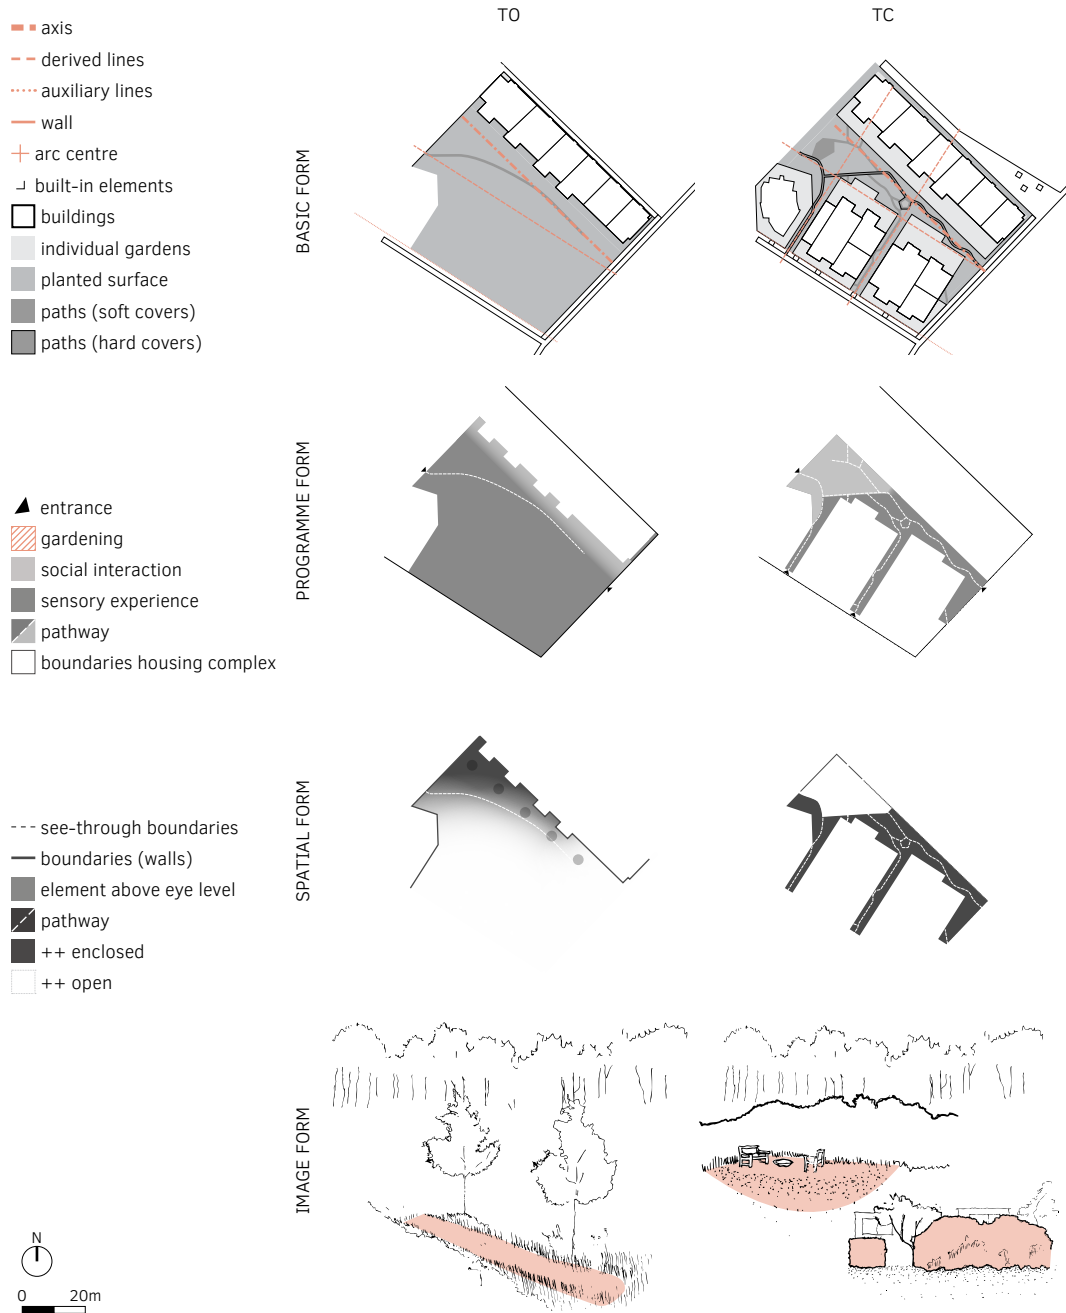 TO
TC
axis
derived lines
auxiliary lines
wall
arc centre
built-in elements
buildings
individual gardens
planted surface
paths (soft covers)
paths (hard covers)
BASIC FORM
entrance
gardening
social interaction
sensory experience
pathway
boundaries housing complex
PROGRAMME FORM
see-through boundaries
boundaries (walls)
element above eye level
pathway
++ enclosed
++ open
SPATIAL FORM
IMAGE FORM
N
0 20m